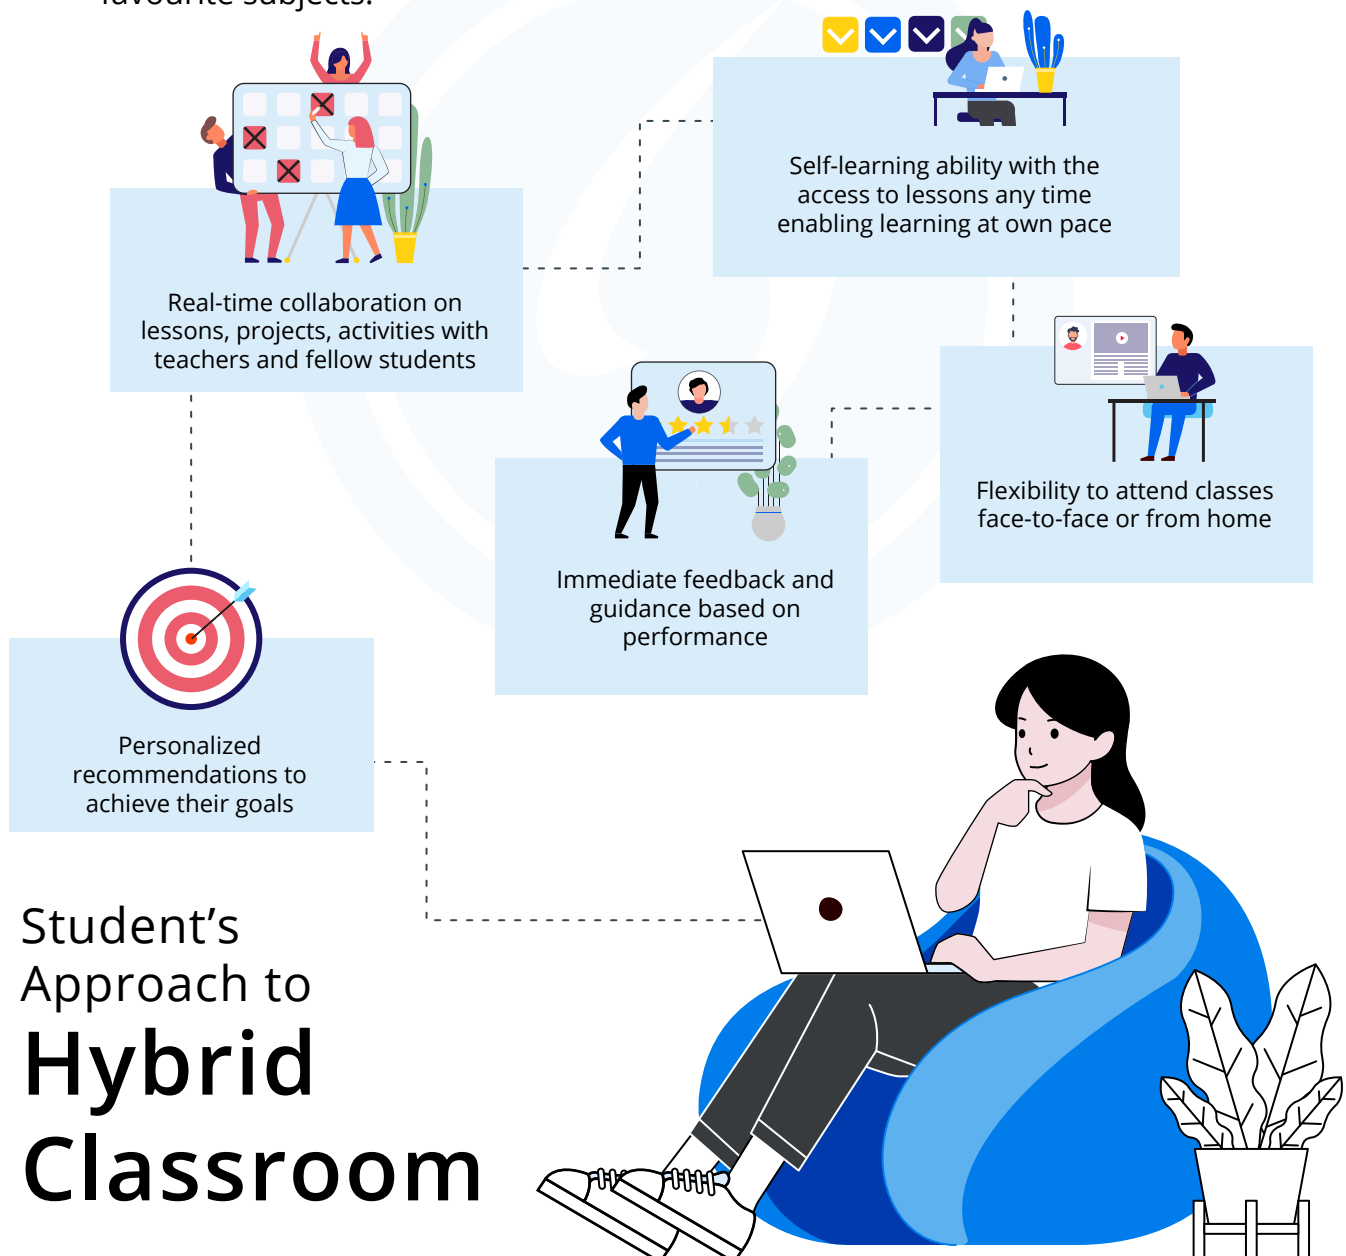 favourite subjects.
Self-learning ability with the
access to lessons any time
enabling learning at own pace
Real-time collaboration on
lessons, projects, activities with
teachers and fellow students
Flexibility to attend classes
face-to-face or from home
Immediate feedback and
guidance based on
performance
Personalized
recommendations to
achieve their goals
Student’s
Approach to
Hybrid
Classroom